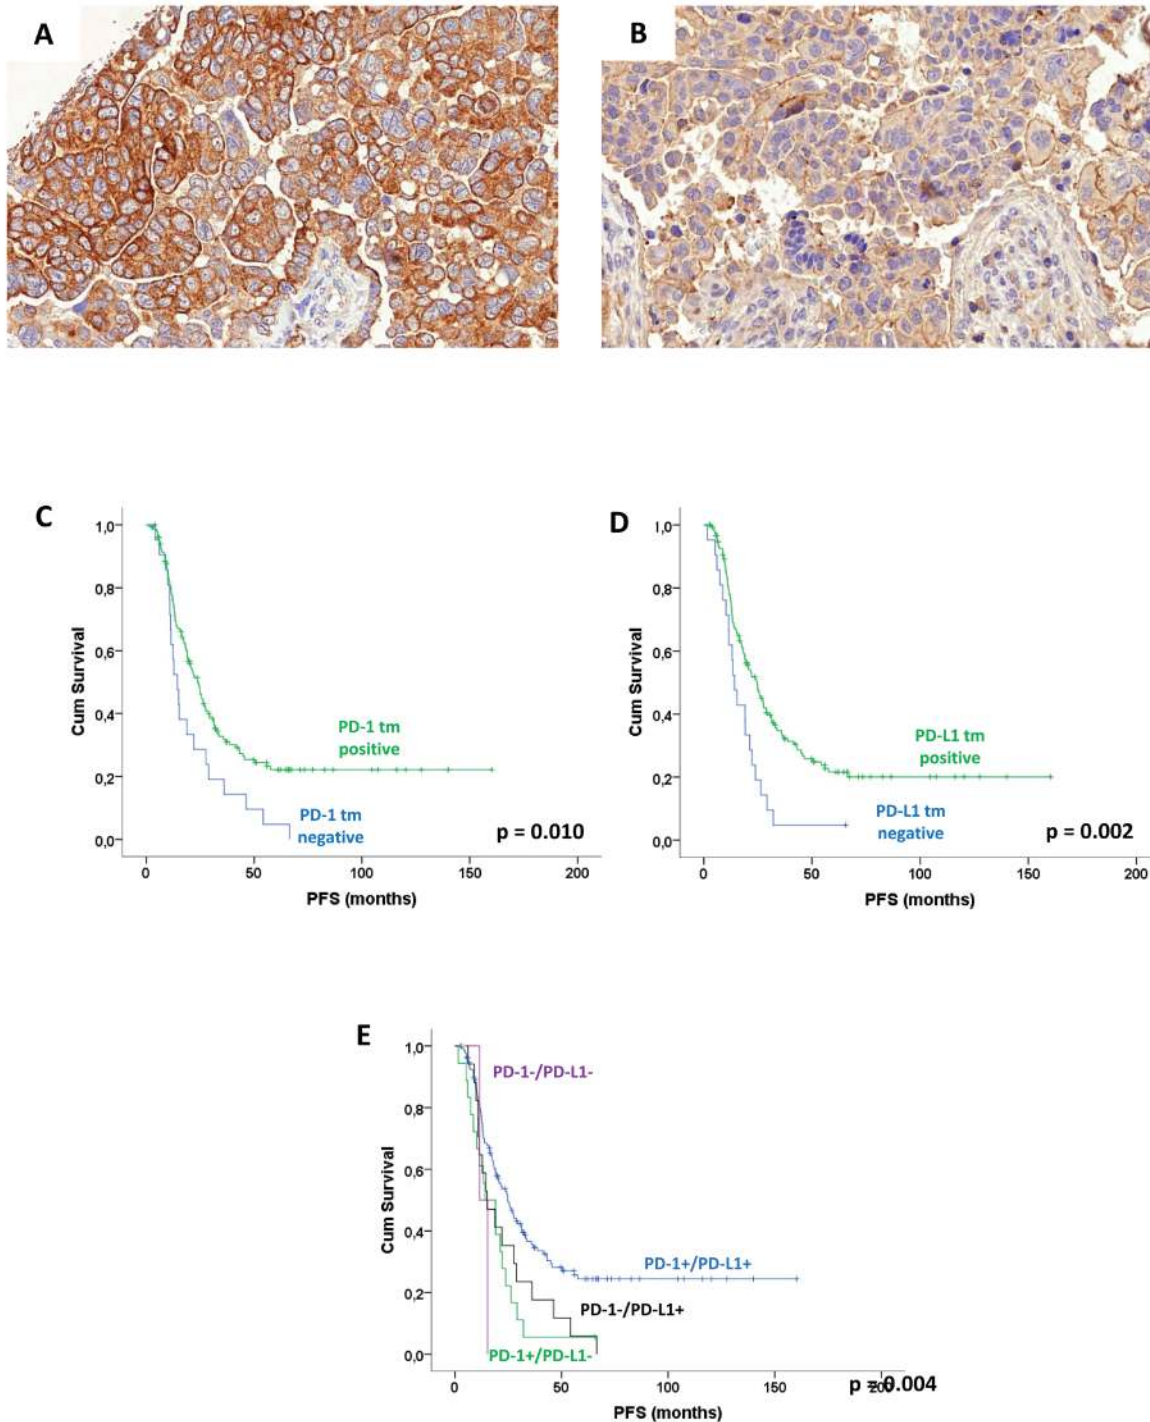 A
B
C
1,0
0,8
0,6
0,4
0,2
0,0
Cum Survival
PD-1 tm
positive
PD-1 tm
negative
p = 0.010
0 50 100 150 200
PFS (months)
D
1,0
0,8
0,6
0,4
0,2
0,0
Cum Survival
PD-L1 tm
positive
PD-L1 tm
negative
p = 0.002
0 50 100 150 200
PFS (months)
E
1,0
0,8
0,6
0,4
0,2
0,0
Cum Survival
PD-1-/PD-L1-
PD-1+/PD-L1+
PD-1-/PD-L1+
PD-1+/PD-L1-
0 50 100 150 200
p = 0.004
PFS (months)